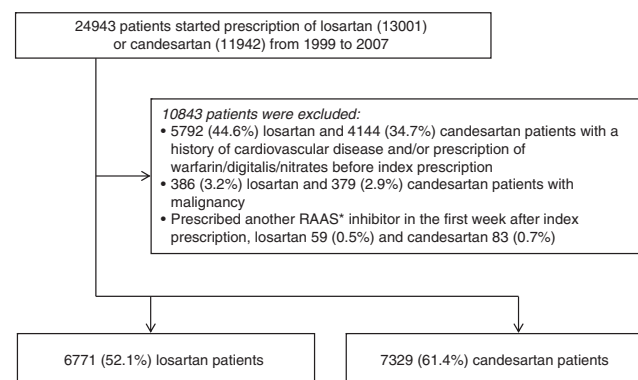 24943 patients started prescription of losartan (13001)
or candesartan (11942) from 1999 to 2007
10843 patients were excluded:
• 5792 (44.6%) losartan and 4144 (34.7%) candesartan patients with a
history of cardiovascular disease and/or prescription of
warfarin/digitalis/nitrates before index prescription
• 386 (3.2%) losartan and 379 (2.9%) candesartan patients with
malignancy
• Prescribed another RAAS* inhibitor in the first week after index
prescription, losartan 59 (0.5%) and candesartan 83 (0.7%)
6771 (52.1%) losartan patients
7329 (61.4%) candesartan patients